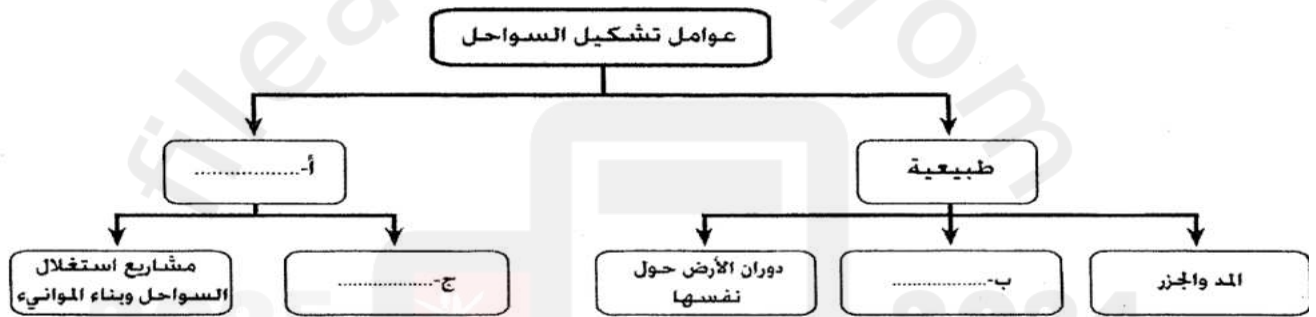 عوامل تشكيل السواحل
طبيعية
أ-..................
المد والجزر
ب-..................
دوران الأرض حول
نفسها
ج-..................
مشاريع استغلال
السواحل وبناء الموانيء